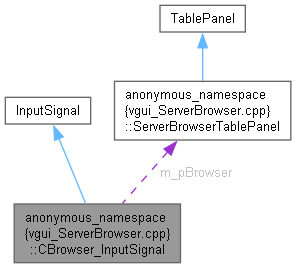 TablePanel
InputSignal
anonymous_namespace
{vgui_ServerBrowser.cpp}
::ServerBrowserTablePanel
m_pBrowser
anonymous_namespace
{vgui_ServerBrowser.cpp}
::CBrowser_InputSignal